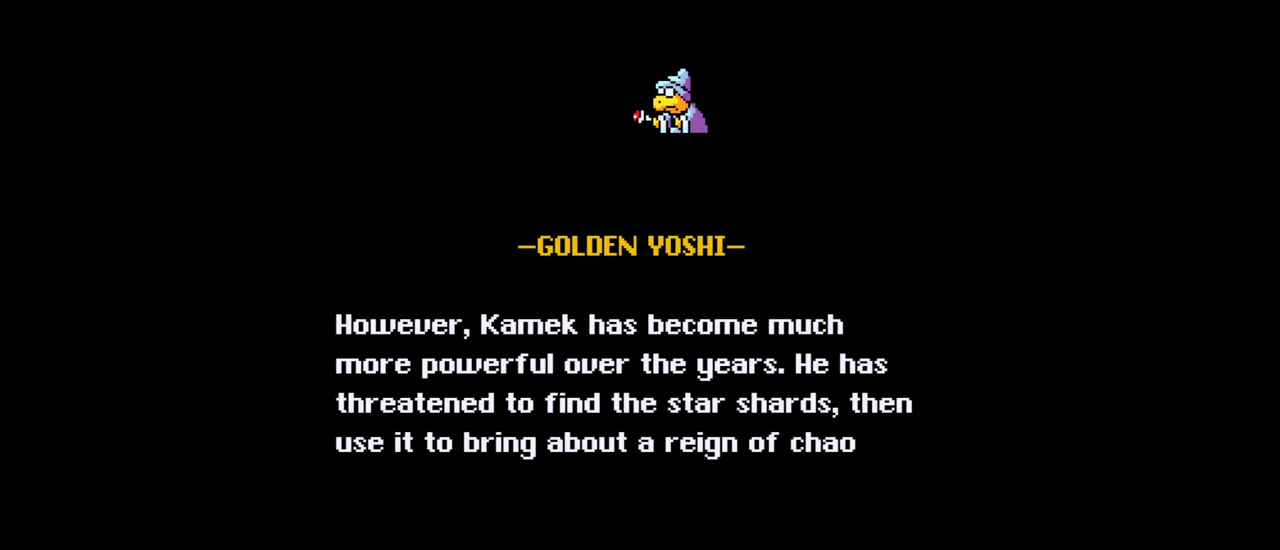 —GOLDEN YOSHI—
However, Kamek has become much
more powerful over the years. He has
threatened to find the star shards, then
use it to bring about a reign of chao